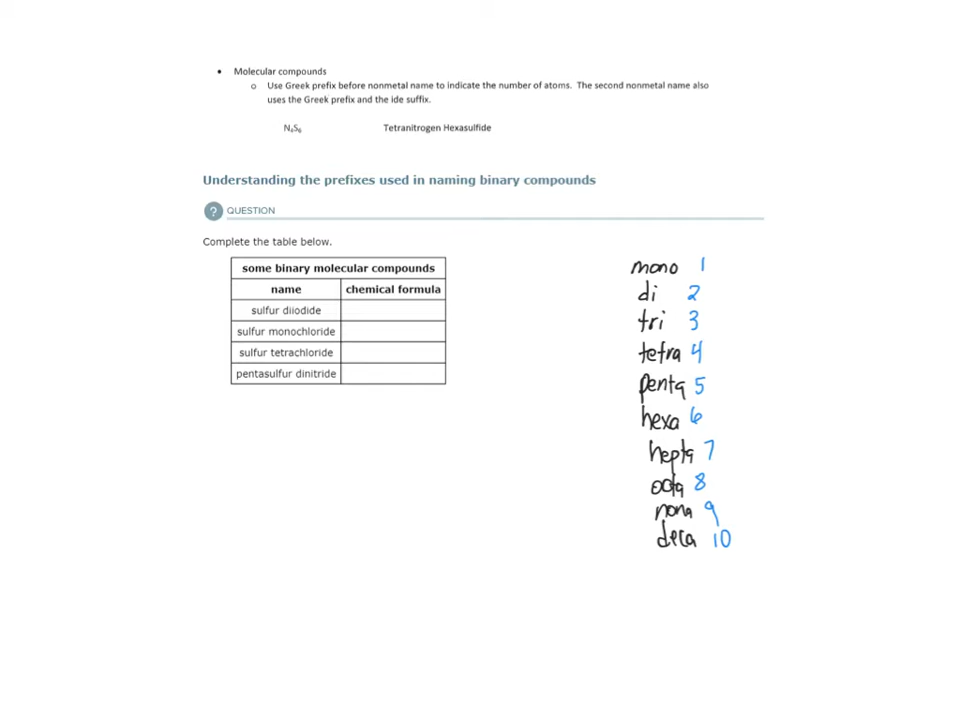 • Molecular compounds
o Use Greek prefix before nonmetal name to indicate the number of atoms. The second nonmetal name also
uses the Greek prefix and the ide suffix.
N₄S₆ Tetranitrogen Hexasulfide
Understanding the prefixes used in naming binary compounds
? QUESTION
Complete the table below.
some binary molecular compounds
name chemical formula
sulfur diiodide
sulfur monochloride
sulfur tetrachloride
pentasulfur dinitride
mono 1
di 2
tri 3
tetra 4
penta 5
hexa 6
hepta 7
octa 8
nona 9
deca 10